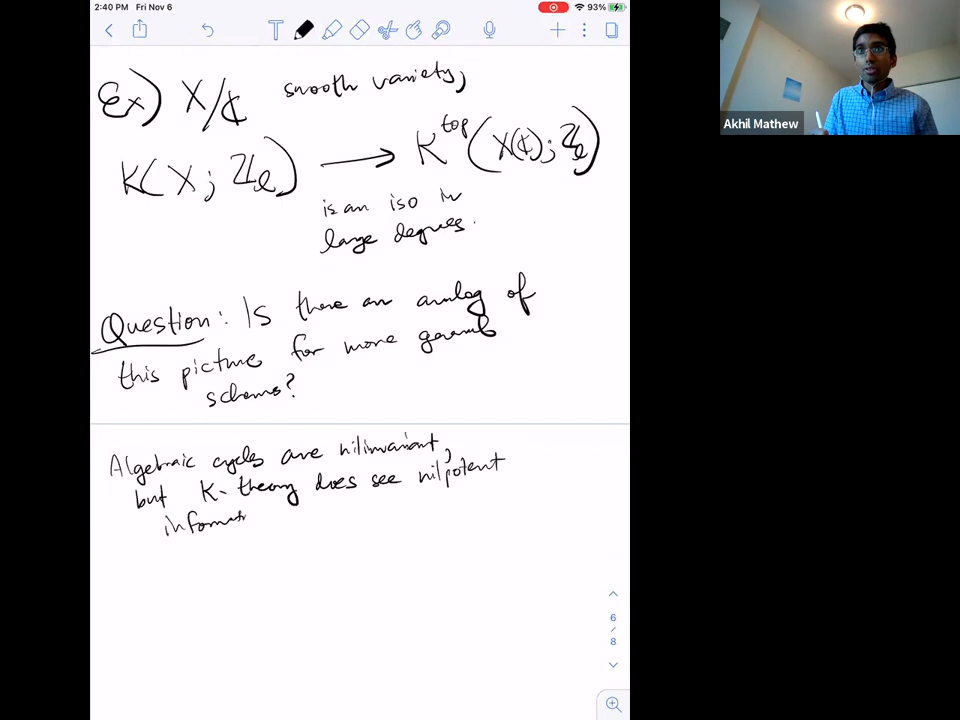 2:40 PM Fri Nov 6
93%
Ex) X/ℂ smooth variety,
K(X; ℤ_ℓ) → K^top(X(ℂ); ℤ_ℓ)
is an iso in
large degrees.
Question: Is there an analog of
this picture for more general
schemes?
Algebraic cycles are nilinvariant,
but K-theory does see nilpotent
informat
6
/
8
Akhil Mathew